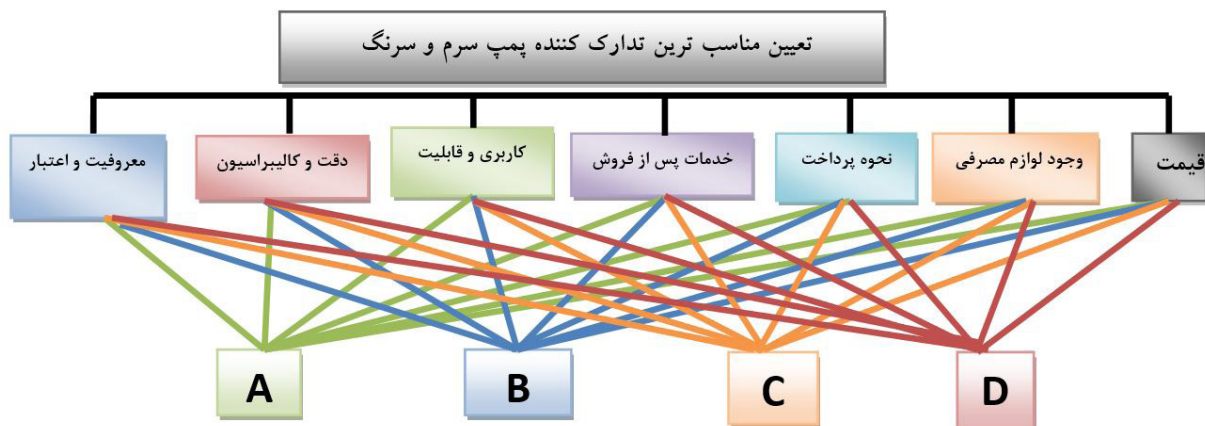 تعیین مناسب ترین تدارک کننده پمپ سرم و سرنگ
قیمت
وجود لوازم مصرفی
نحوه پرداخت
خدمات پس از فروش
کاربری و قابلیت
دقت و کالیبراسیون
معروفیت و اعتبار
A
B
C
D